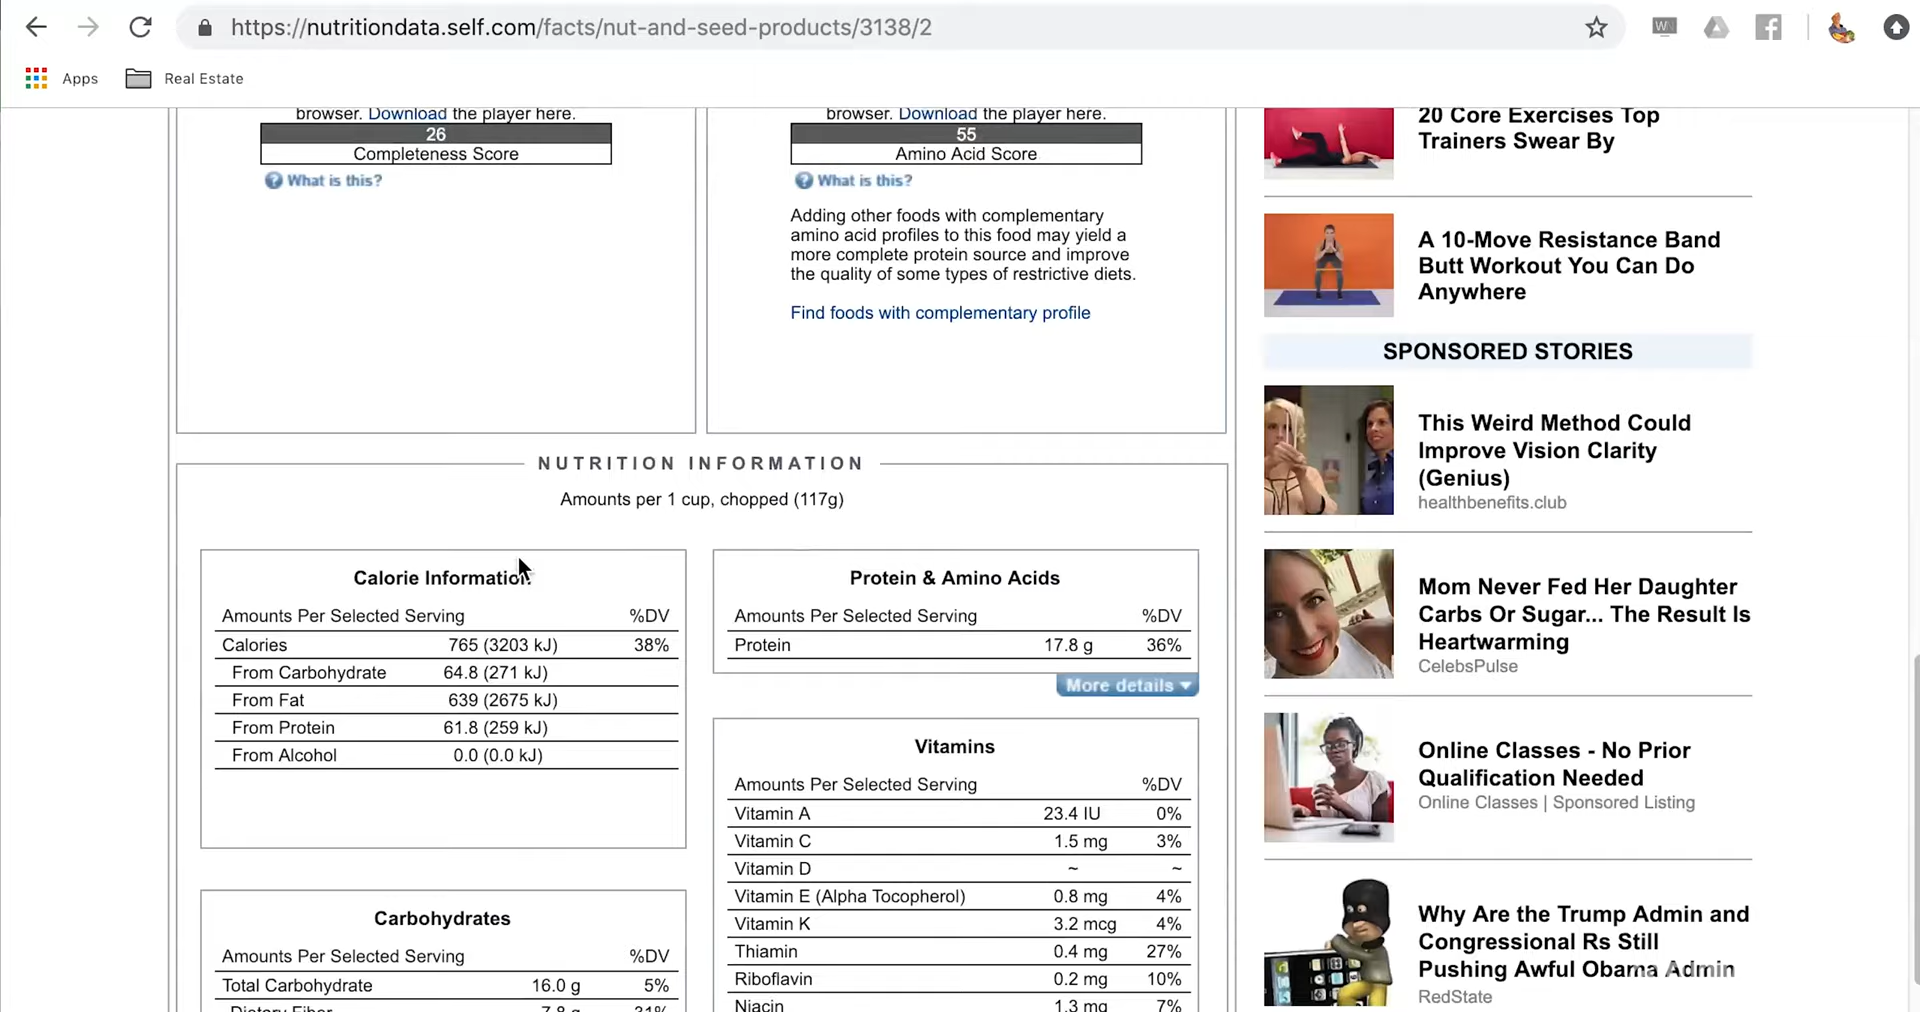 https://nutritiondata.self.com/facts/nut-and-seed-products/3138/2
Apps
Real Estate
browser. Download the player here.
26
Completeness Score
What is this?
browser. Download the player here.
55
Amino Acid Score
What is this?
Adding other foods with complementary
amino acid profiles to this food may yield a
more complete protein source and improve
the quality of some types of restrictive diets.
Find foods with complementary profile
NUTRITION INFORMATION
Amounts per 1 cup, chopped (117g)
Calorie Information
Amounts Per Selected Serving %DV
Calories 765 (3203 kJ) 38%
From Carbohydrate 64.8 (271 kJ)
From Fat 639 (2675 kJ)
From Protein 61.8 (259 kJ)
From Alcohol 0.0 (0.0 kJ)
Carbohydrates
Amounts Per Selected Serving %DV
Total Carbohydrate 16.0 g 5%
Dietary Fiber 7.8 g 31%
Protein & Amino Acids
Amounts Per Selected Serving %DV
Protein 17.8 g 36%
More details
Vitamins
Amounts Per Selected Serving %DV
Vitamin A 23.4 IU 0%
Vitamin C 1.5 mg 3%
Vitamin D ~ ~
Vitamin E (Alpha Tocopherol) 0.8 mg 4%
Vitamin K 3.2 mcg 4%
Thiamin 0.4 mg 27%
Riboflavin 0.2 mg 10%
Niacin 1.3 mg 7%
20 Core Exercises Top
Trainers Swear By
A 10-Move Resistance Band
Butt Workout You Can Do
Anywhere
SPONSORED STORIES
This Weird Method Could
Improve Vision Clarity
(Genius)
healthbenefits.club
Mom Never Fed Her Daughter
Carbs Or Sugar... The Result Is
Heartwarming
CelebsPulse
Online Classes - No Prior
Qualification Needed
Online Classes | Sponsored Listing
Why Are the Trump Admin and
Congressional Rs Still
Pushing Awful Obama Admin
RedState